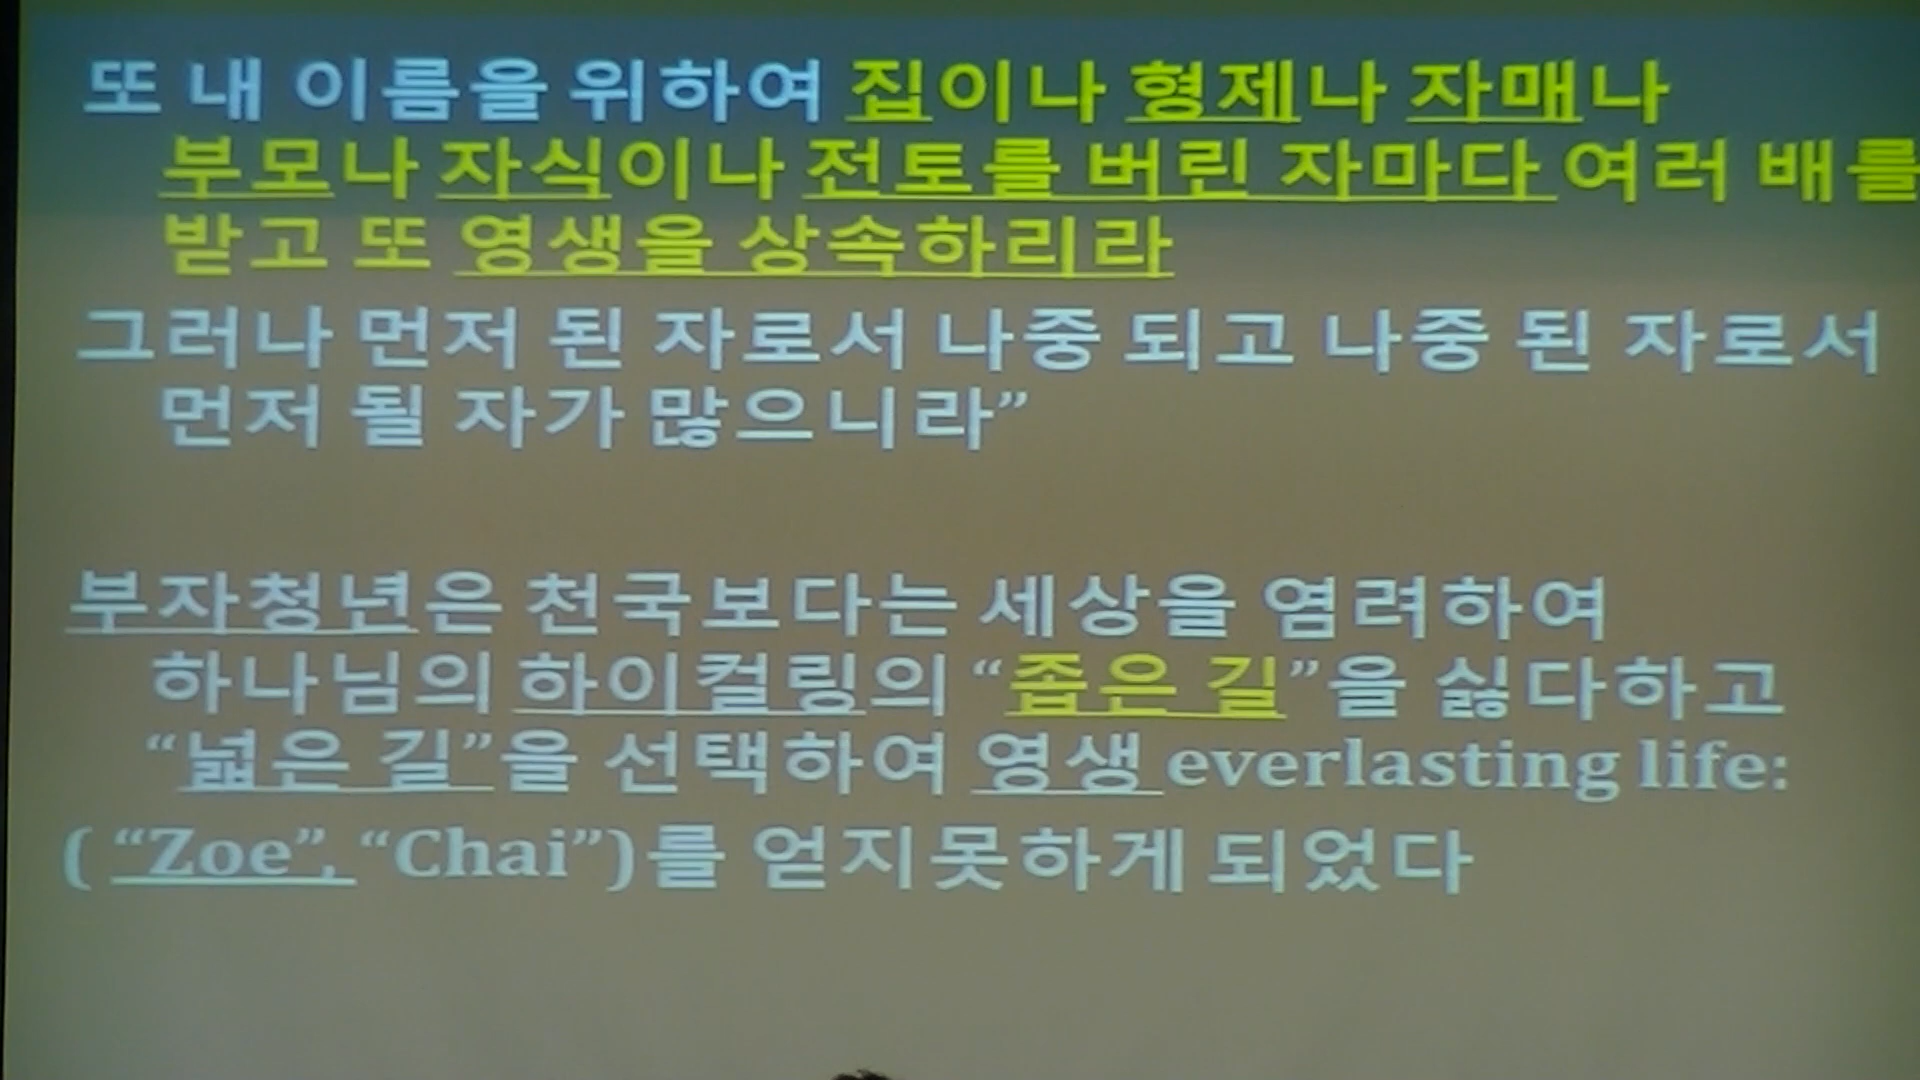 또 내 이름을 위하여 집이나 형제나 자매나
부모나 자식이나 전토를 버린 자마다 여러 배를
받고 또 영생을 상속하리라
그러나 먼저 된 자로서 나중 되고 나중 된 자로서
먼저 될 자가 많으니라”
부자청년은 천국보다는 세상을 염려하여
하나님의 하이컬링의 “좁은 길”을 싫다하고
“넓은 길”을 선택하여 영생 everlasting life:
( “Zoe”, “Chai”)를 얻지못하게 되었다